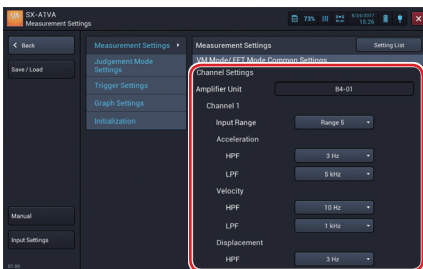 SX-A1VA
Measurement Settings
73%
8/24/2017
15:26
Back
Save / Load
Manual
Input Settings
Measurement Settings
Judgement Mode
Settings
Trigger Settings
Graph Settings
Initialization
Measurement Settings
Setting List
VM Mode/ FFT Mode Common Settings
Channel Settings
Amplifier Unit
B4-01
Channel 1
Input Range
Range 5
Acceleration
HPF
3 Hz
LPF
5 kHz
Velocity
HPF
10 Hz
LPF
1 kHz
Displacement
HPF
3 Hz